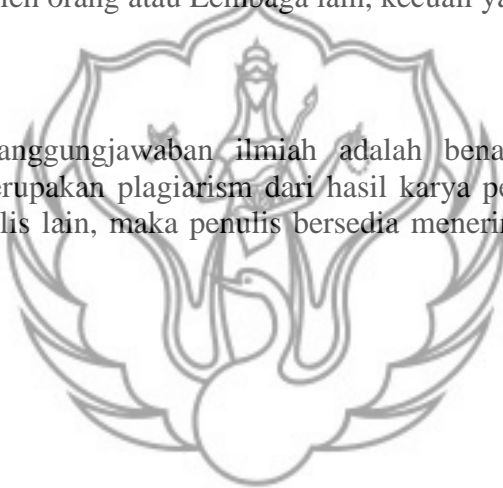 orang atau Lembaga lain, kecuali
ilmiah adalah
plagiarism dari hasil karya
lain, maka penulis bersedia